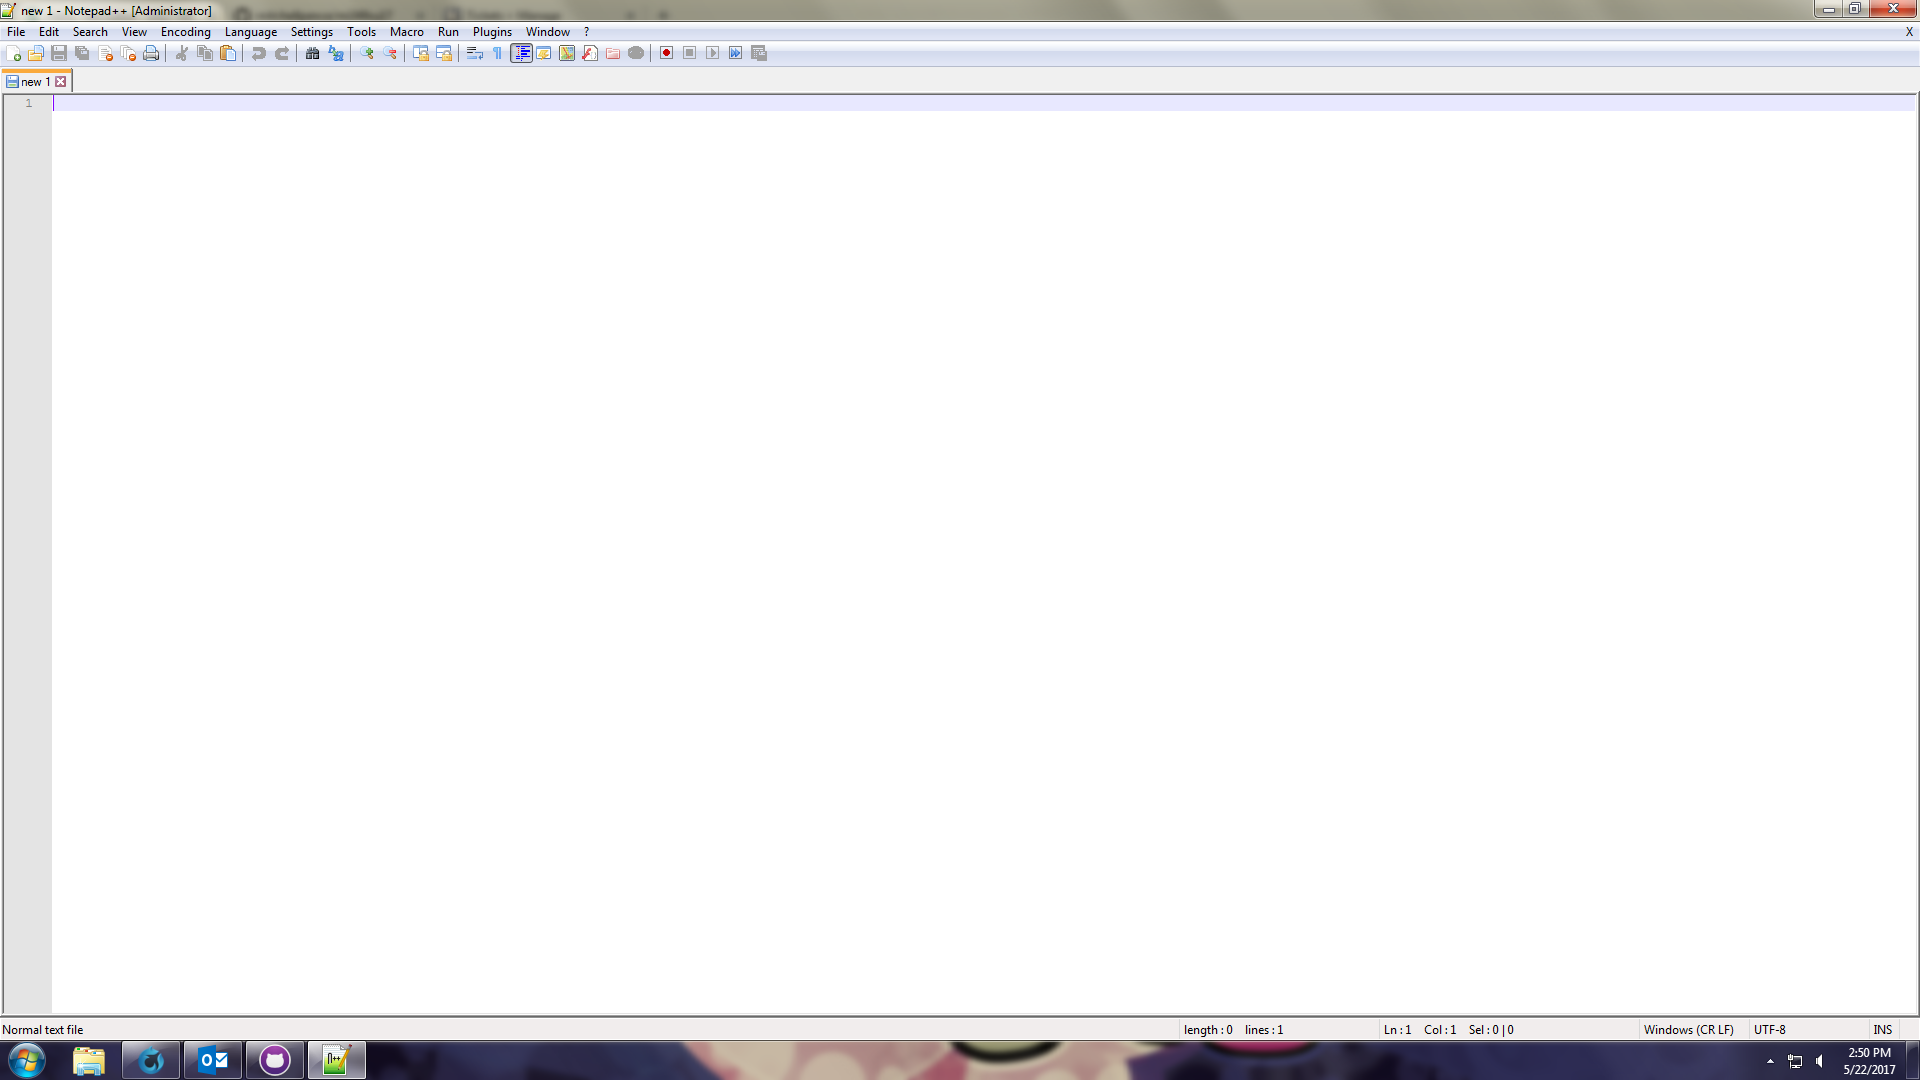 new 1 - Notepad++ [Administrator]
File Edit Search View Encoding Language Settings Tools Macro Run Plugins Window ? X
new 1
1
Normal text file length : 0 lines : 1 Ln : 1 Col : 1 Sel : 0 | 0 Windows (CR LF) UTF-8 INS
2:50 PM
5/22/2017